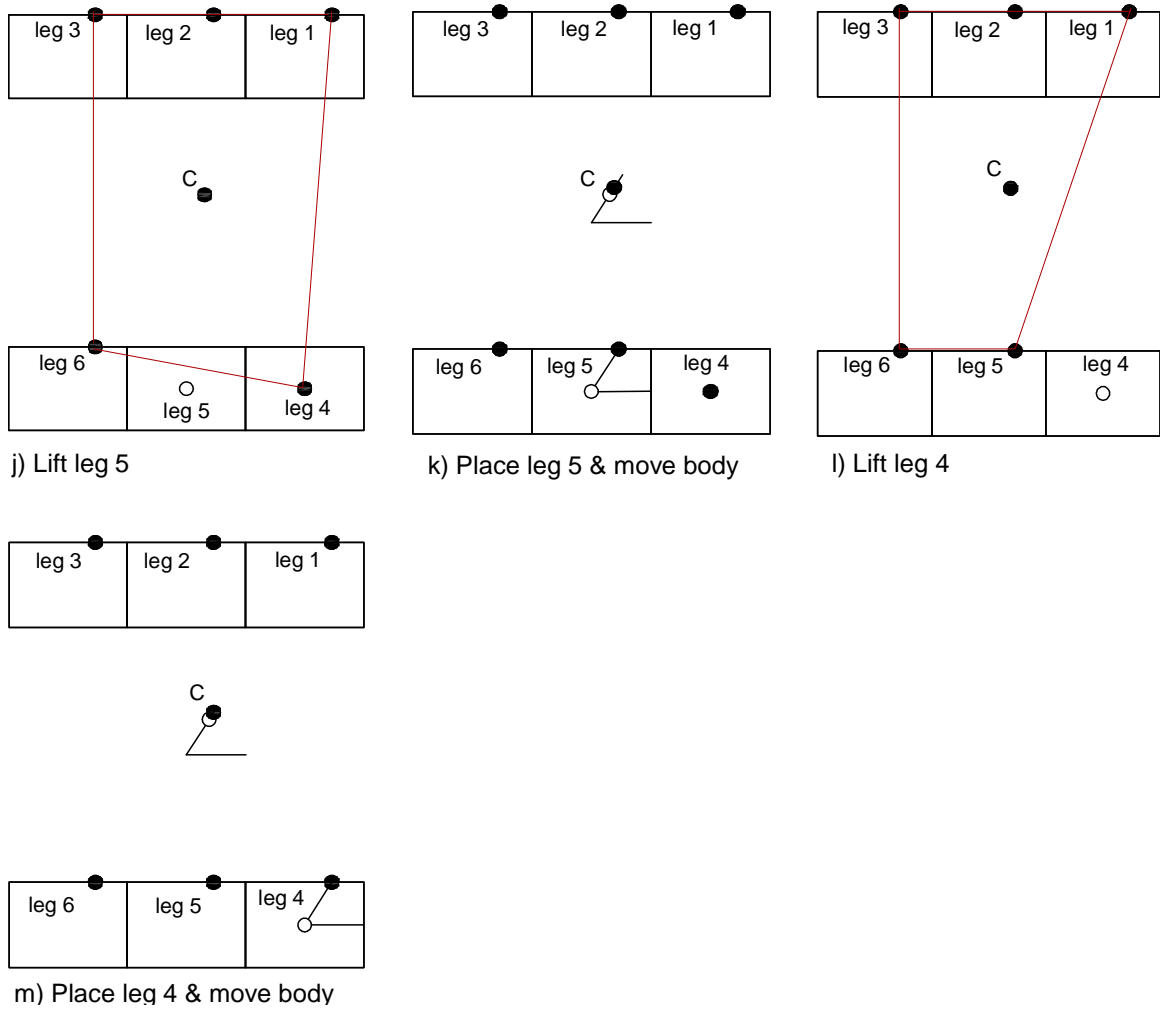 leg 3 leg 2 leg 1
C
leg 6
leg 5
leg 4
j) Lift leg 5
leg 3 leg 2 leg 1
C
leg 6 leg 5 leg 4
k) Place leg 5 & move body
leg 3 leg 2 leg 1
C
leg 6 leg 5 leg 4
l) Lift leg 4
leg 3 leg 2 leg 1
C
leg 6 leg 5 leg 4
m) Place leg 4 & move body